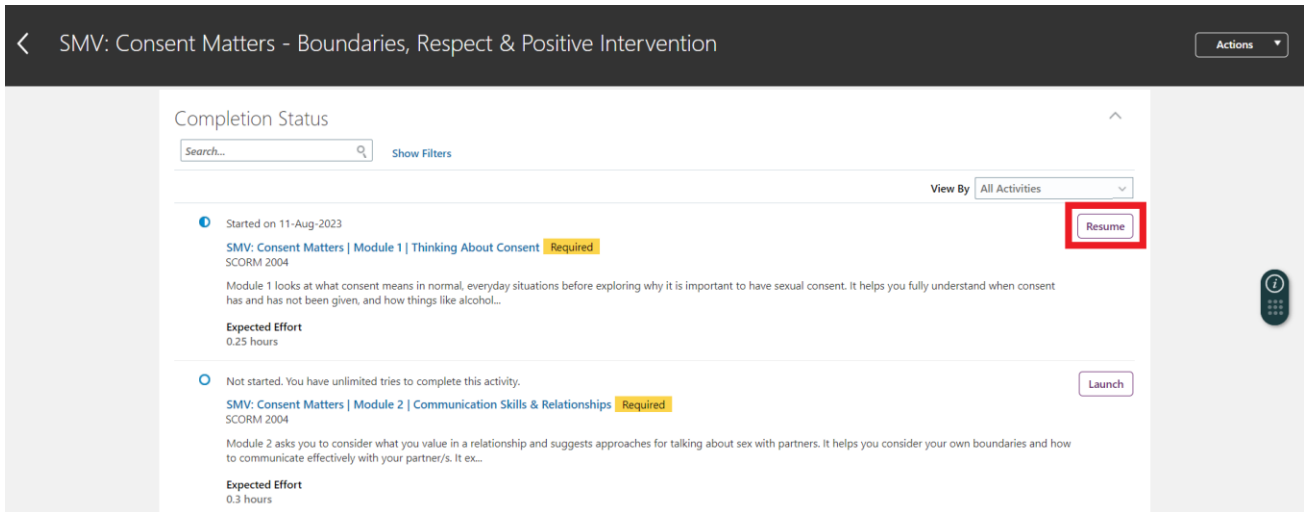 SMV: Consent Matters - Boundaries, Respect & Positive Intervention
Actions
Completion Status
Search...
Show Filters
View By All Activities
Started on 11-Aug-2023
Resume
SMV: Consent Matters | Module 1 | Thinking About Consent Required
SCORM 2004
Module 1 looks at what consent means in normal, everyday situations before exploring why it is important to have sexual consent. It helps you fully understand when consent
has and has not been given, and how things like alcohol...
Expected Effort
0.25 hours
Not started. You have unlimited tries to complete this activity.
Launch
SMV: Consent Matters | Module 2 | Communication Skills & Relationships Required
SCORM 2004
Module 2 asks you to consider what you value in a relationship and suggests approaches for talking about sex with partners. It helps you consider your own boundaries and how
to communicate effectively with your partner/s. It ex...
Expected Effort
0.3 hours